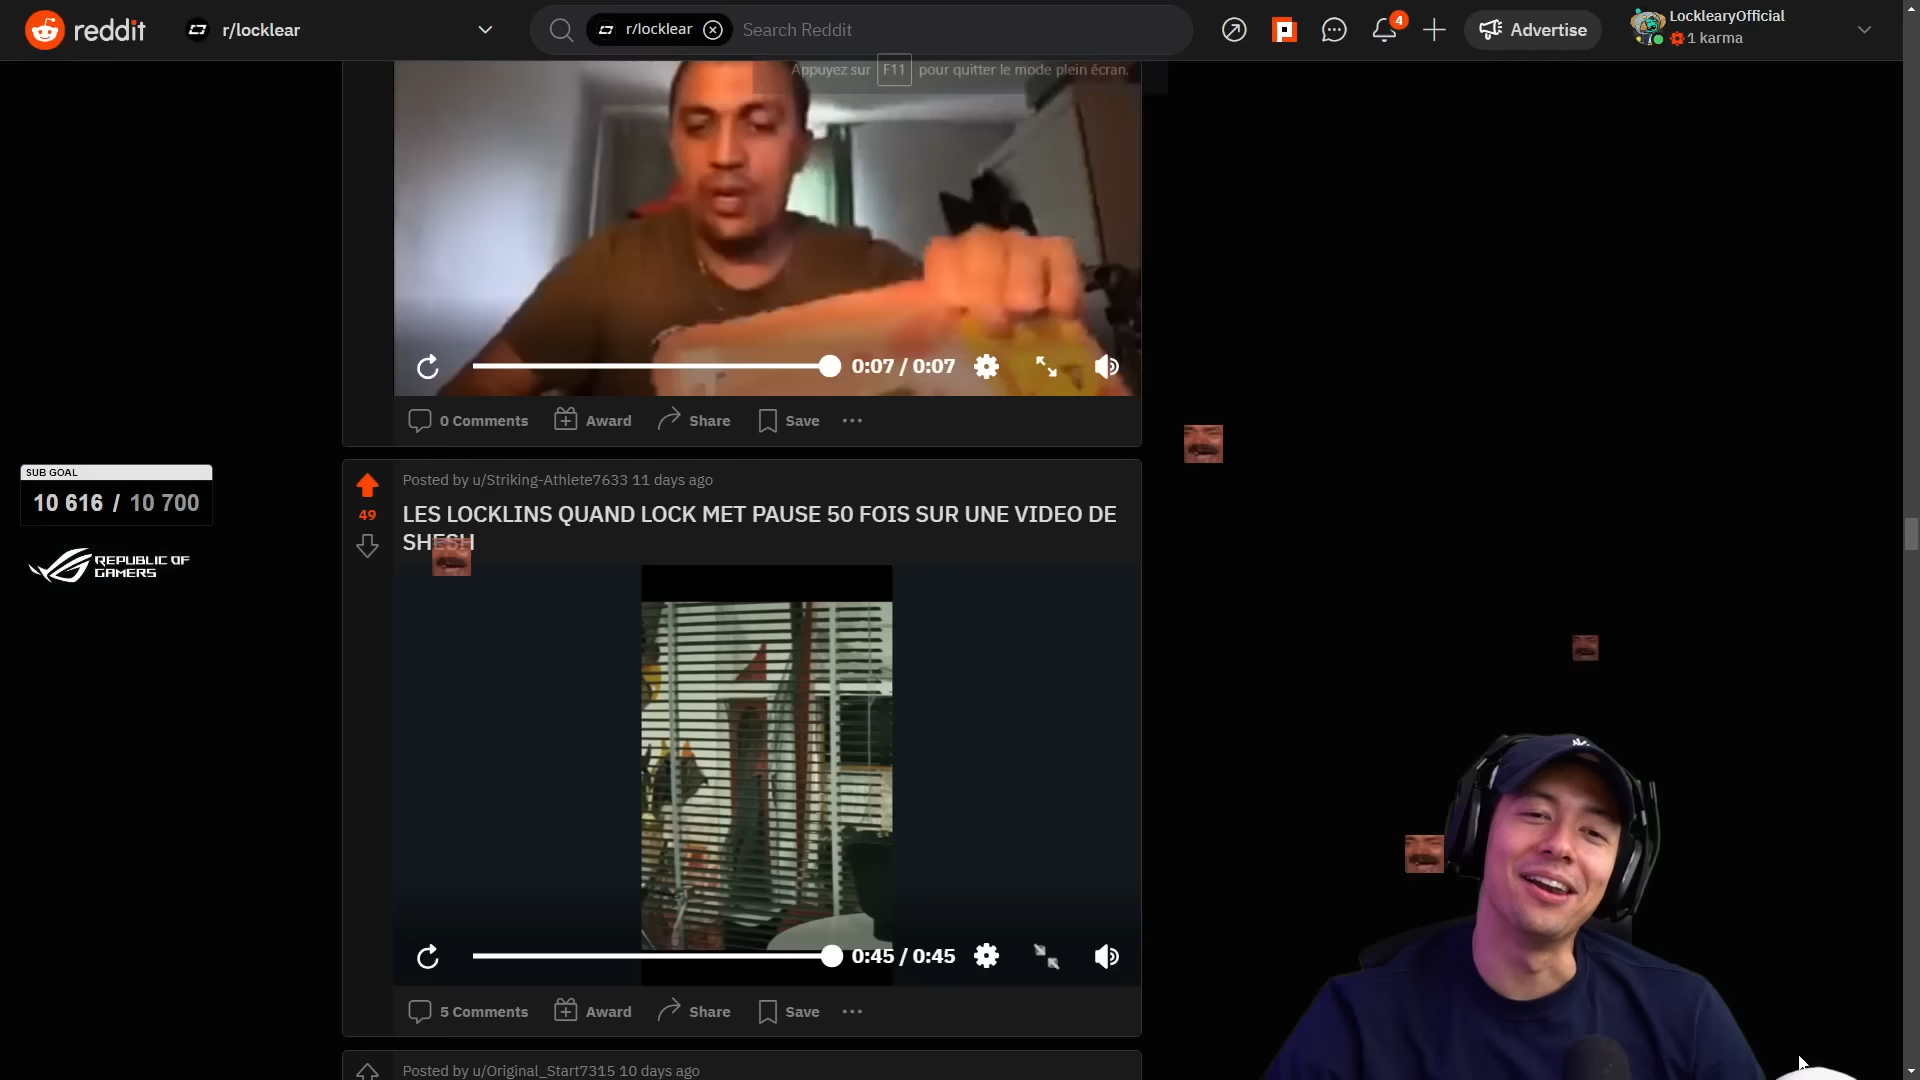 reddit
r/locklear
r/locklear
Search Reddit
4
Advertise
LocklearyOfficial
1 karma
Appuyez sur F11 pour quitter le mode plein écran.
0:07 / 0:07
0 Comments
Award
Share
Save
SUB GOAL
10 616 / 10 700
REPUBLIC OF
GAMERS
49
Posted by u/Striking-Athlete7633 11 days ago
LES LOCKLINS QUAND LOCK MET PAUSE 50 FOIS SUR UNE VIDEO DE
SHESH
0:45 / 0:45
5 Comments
Award
Share
Save
Posted by u/Original_Start7315 10 days ago